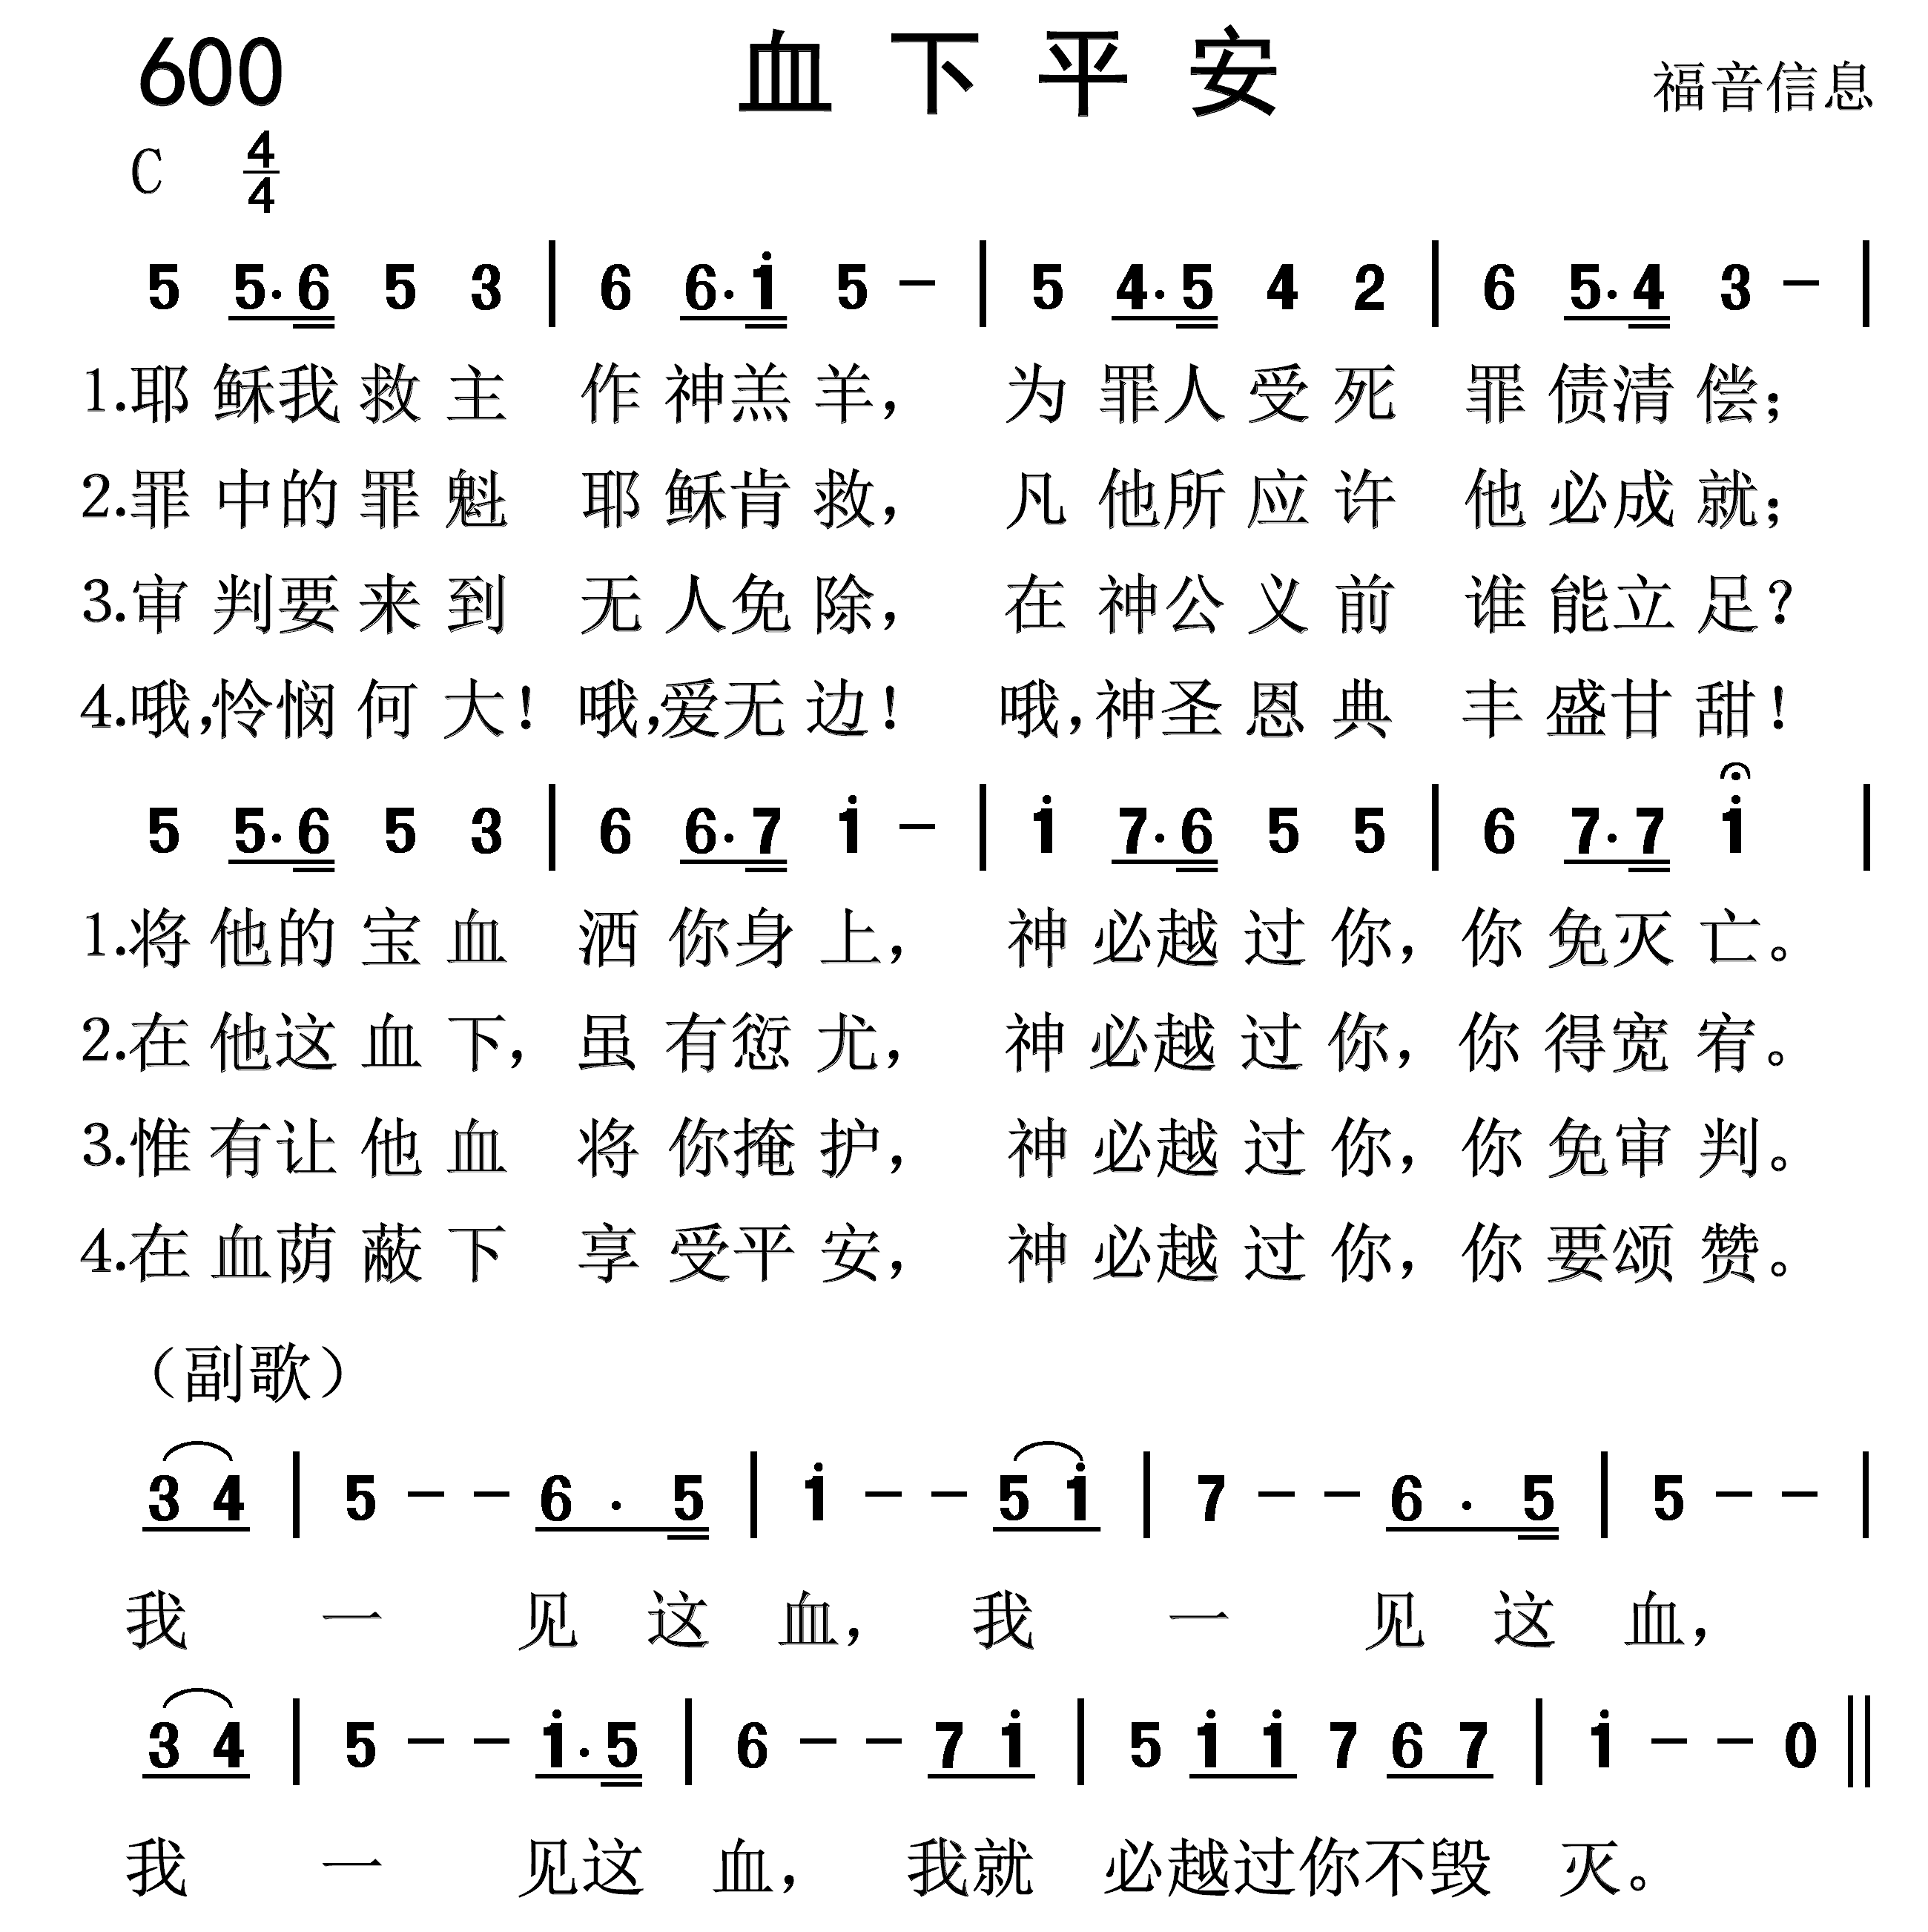 600 血下平安 福音信息
C 4/4
5 5·6 5 3 | 6 6·i 5 - | 5 4·5 4 2 | 6 5·4 3 - |
1.耶稣我救主 作神羔羊，为罪人受死 罪债清偿；
2.罪中的罪魁 耶稣肯救，凡他所应许 他必成就；
3.审判要来到 无人免除，在神公义前 谁能立足？
4.哦，怜悯何大！哦，爱无边！哦，神圣恩典 丰盛甘甜！
5 5·6 5 3 | 6 6·7 i - | i 7·6 5 5 | 6 7·7 i |
1.将他的宝血 洒你身上，神必越过你，你免灭亡。
2.在他这血下，虽有愆尤，神必越过你，你得宽宥。
3.惟有让他血 将你掩护，神必越过你，你免审判。
4.在血荫蔽下 享受平安，神必越过你，你要颂赞。
（副歌）
3 4 | 5 - - 6 · 5 | i - - 5 i | 7 - - 6 · 5 | 5 - - |
我 一 见 这 血，我 一 见 这 血，
3 4 | 5 - - i·5 | 6 - - 7 i | 5 i i 7 6 7 | i - - 0 ||
我 一 见这 血，我就 必越过你不毁 灭。